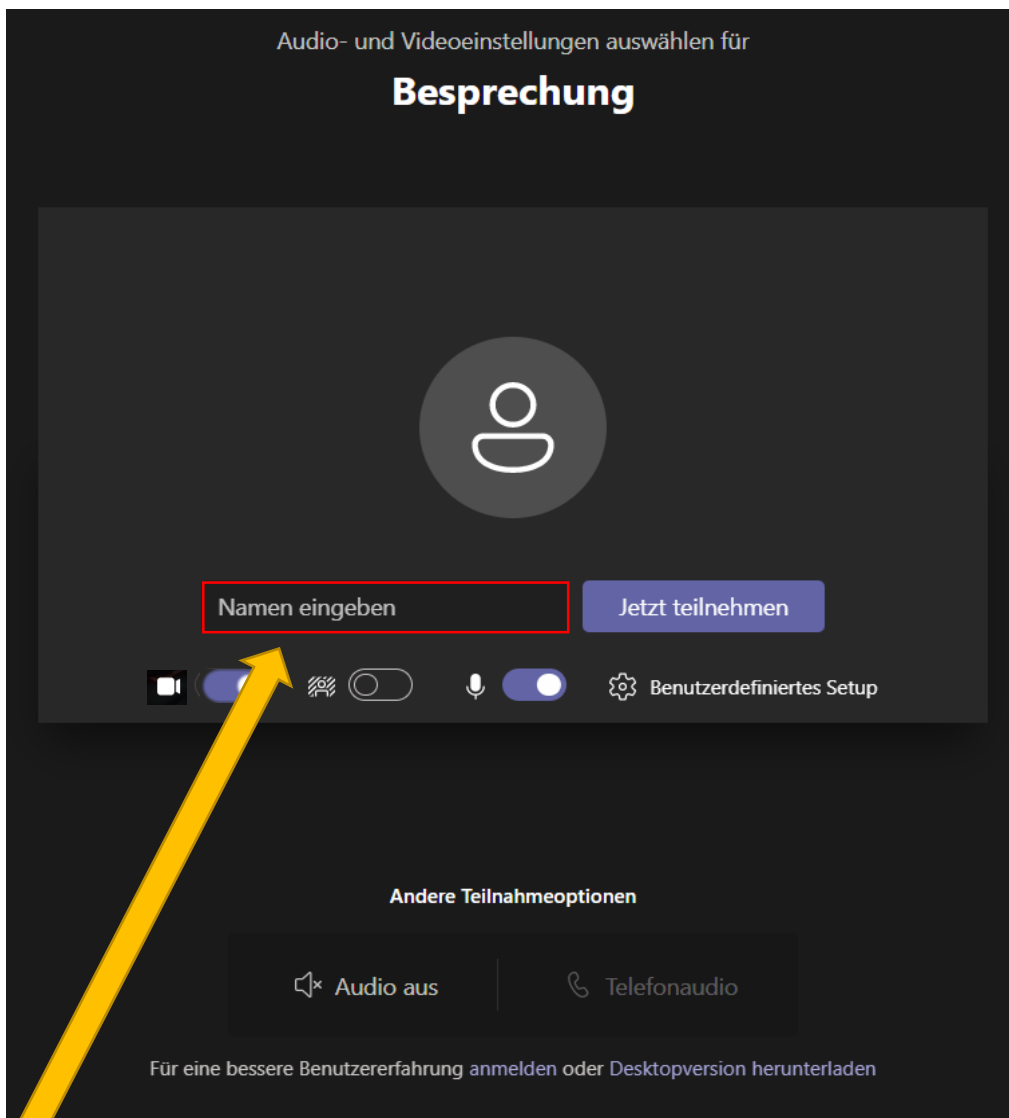 Audio- und Videoeinstellungen auswählen für
Besprechung
Namen eingeben
Jetzt teilnehmen
Benutzerdefiniertes Setup
Andere Teilnahmeoptionen
Audio aus
Telefonaudio
Für eine bessere Benutzererfahrung anmelden oder Desktopversion herunterladen